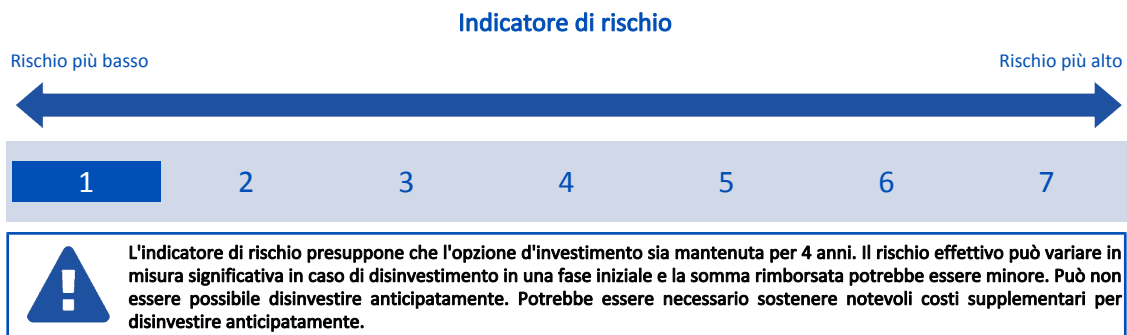 Indicatore di rischio
Rischio più basso
Rischio più alto
1 2 3 4 5 6 7
L'indicatore di rischio presuppone che l'opzione d'investimento sia mantenuta per 4 anni. Il rischio effettivo può variare in
misura significativa in caso di disinvestimento in una fase iniziale e la somma rimborsata potrebbe essere minore. Può non
essere possibile disinvestire anticipatamente. Potrebbe essere necessario sostenere notevoli costi supplementari per
disinvestire anticipatamente.